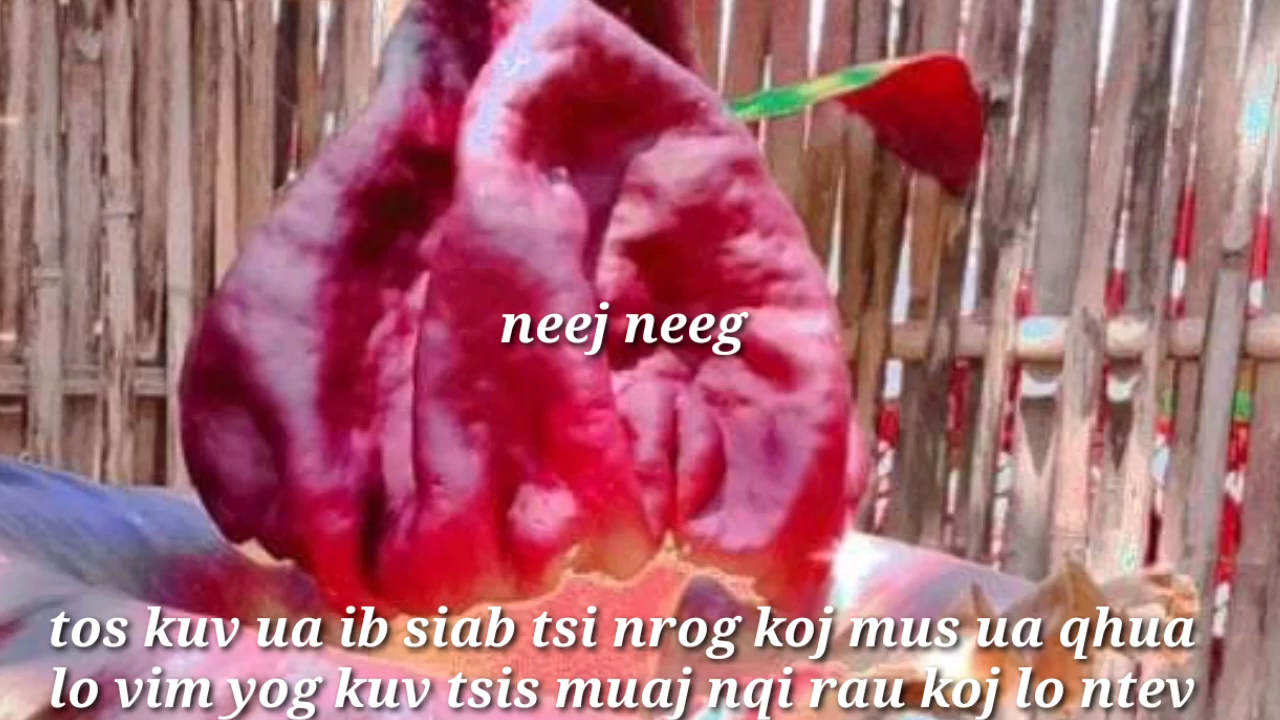 neej neeg
tos kuv ua ib siab tsi nrog koj mus ua qhua
lo vim yog kuv tsis muaj nqi rau koj lo ntev